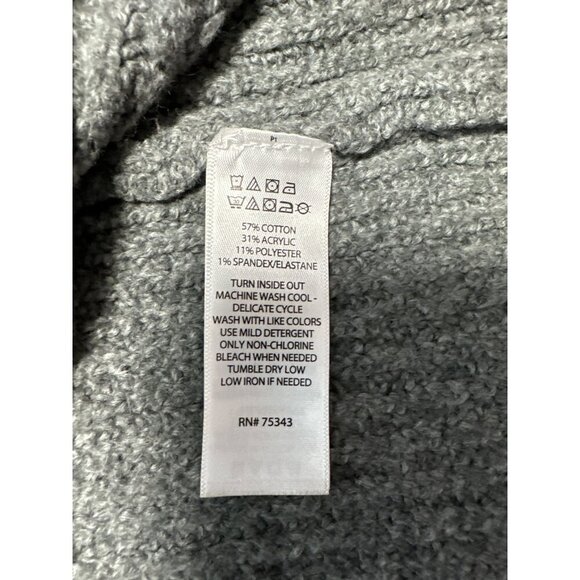 57% COTTON
31% ACRYLIC
11% POLYESTER
1% SPANDEX/ELASTANE
TURN INSIDE OUT
MACHINE WASH COOL -
DELICATE CYCLE
WASH WITH LIKE COLORS
USE MILD DETERGENT
ONLY NON-CHLORINE
BLEACH WHEN NEEDED
TUMBLE DRY LOW
LOW IRON IF NEEDED
RN# 75343